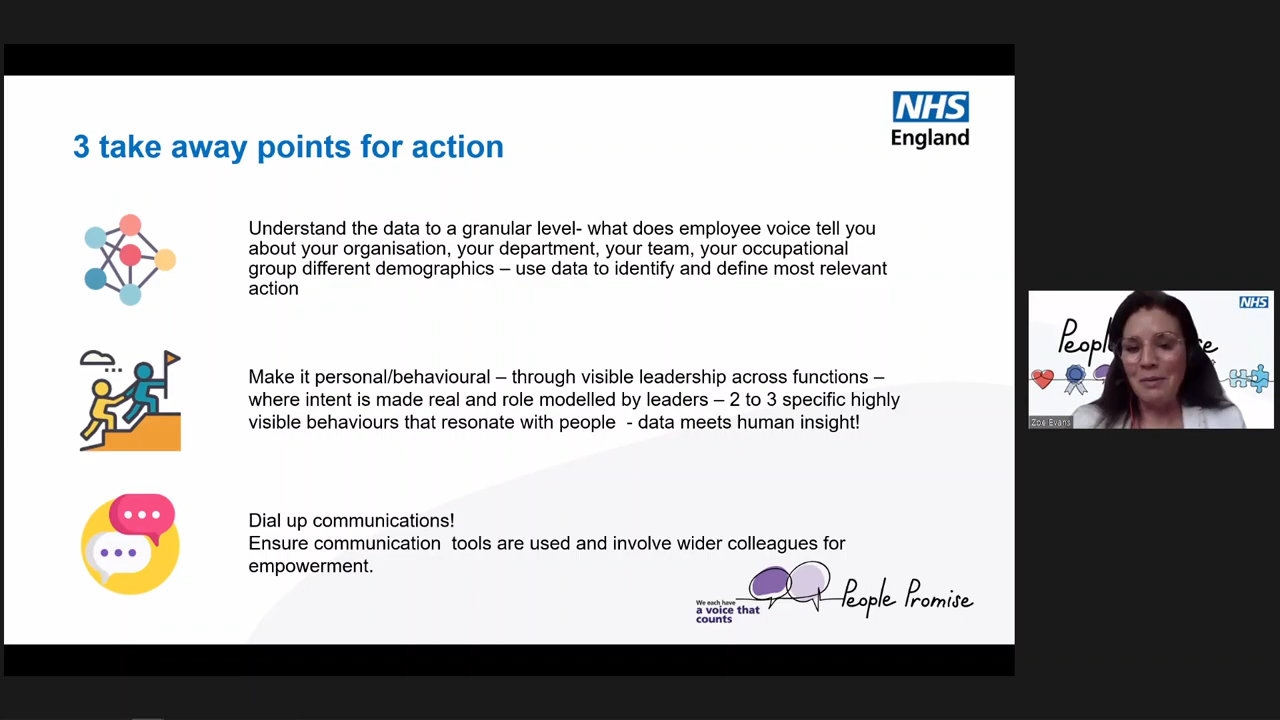 NHS
England
3 take away points for action
Understand the data to a granular level- what does employee voice tell you
about your organisation, your department, your team, your occupational
group different demographics – use data to identify and define most relevant
action
Make it personal/behavioural – through visible leadership across functions –
where intent is made real and role modelled by leaders – 2 to 3 specific highly
visible behaviours that resonate with people  - data meets human insight!
Dial up communications!
Ensure communication  tools are used and involve wider colleagues for
empowerment.
We each have
a voice that
counts
People Promise
NHS
People
Zoe Evans